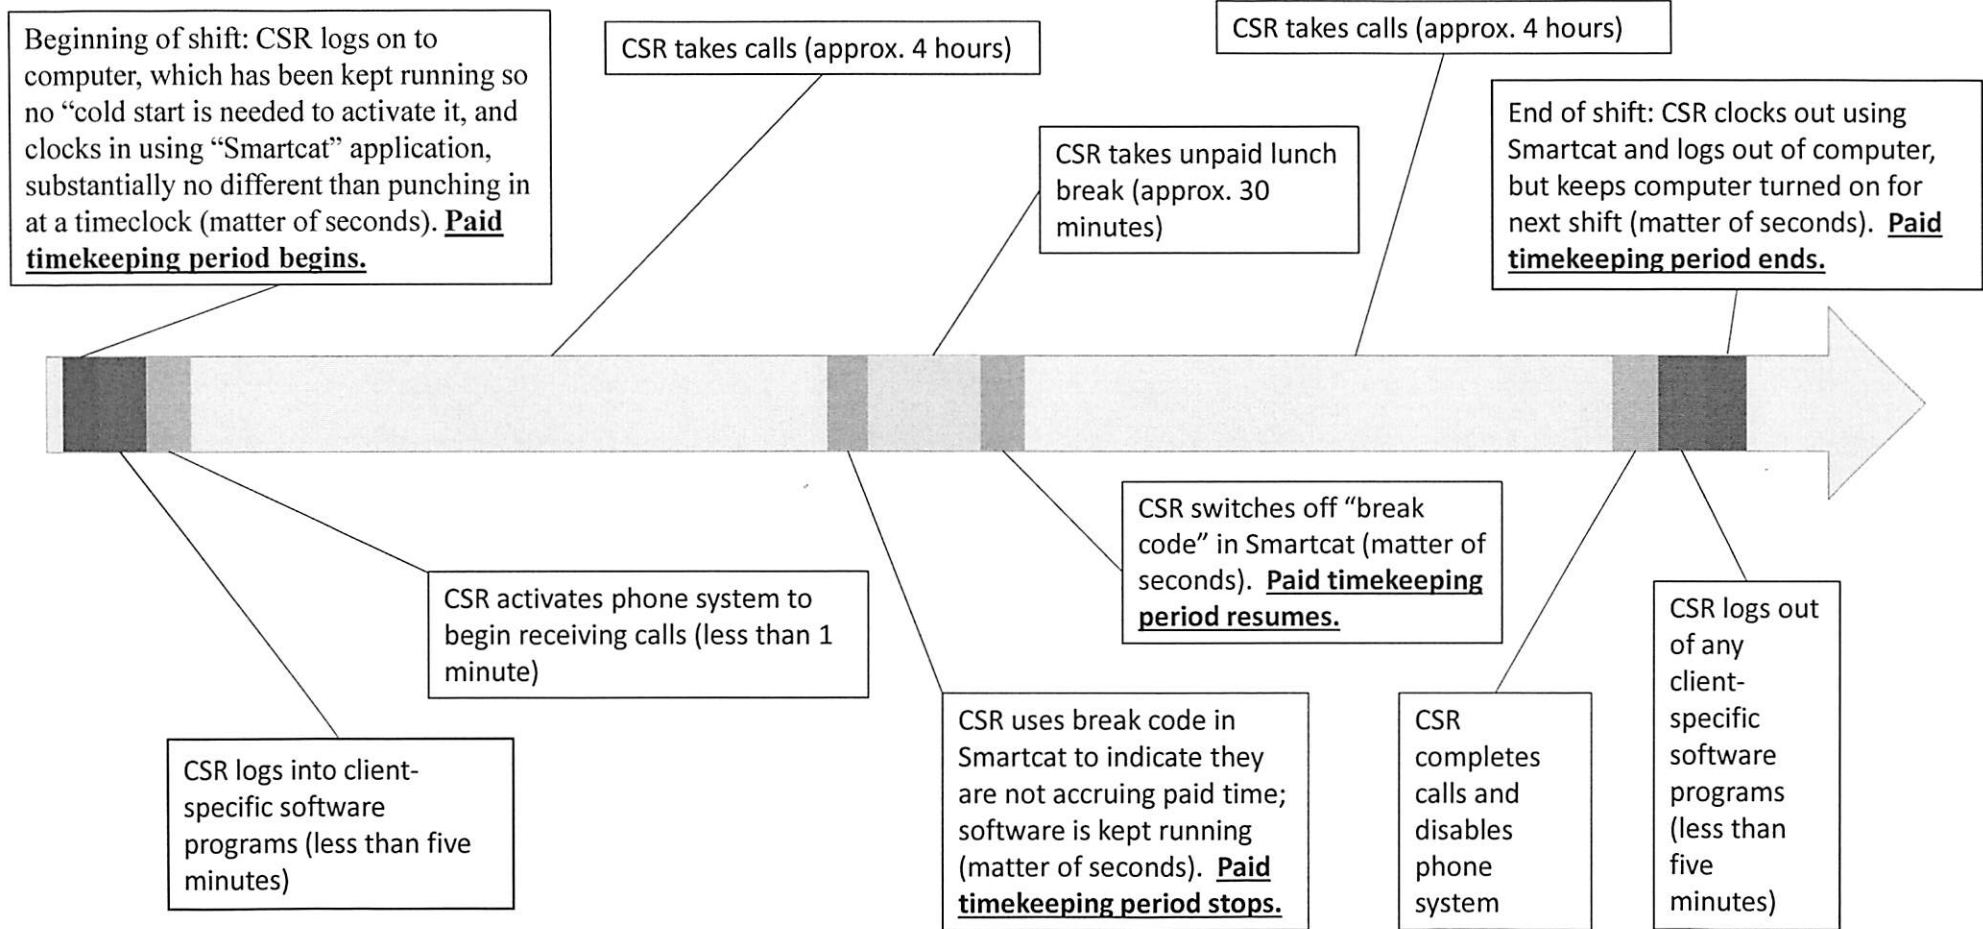 Beginning of shift: CSR logs on to
computer, which has been kept running so
no “cold start is needed to activate it, and
clocks in using “Smartcat” application,
substantially no different than punching in
at a timeclock (matter of seconds). Paid
timekeeping period begins.
CSR takes calls (approx. 4 hours)
CSR takes unpaid lunch
break (approx. 30
minutes)
CSR takes calls (approx. 4 hours)
End of shift: CSR clocks out using
Smartcat and logs out of computer,
but keeps computer turned on for
next shift (matter of seconds). Paid
timekeeping period ends.
CSR logs into client-
specific software
programs (less than five
minutes)
CSR activates phone system to
begin receiving calls (less than 1
minute)
CSR uses break code in
Smartcat to indicate they
are not accruing paid time;
software is kept running
(matter of seconds). Paid
timekeeping period stops.
CSR switches off “break
code” in Smartcat (matter of
seconds). Paid timekeeping
period resumes.
CSR
completes
calls and
disables
phone
system
CSR logs out
of any
client-
specific
software
programs
(less than
five
minutes)